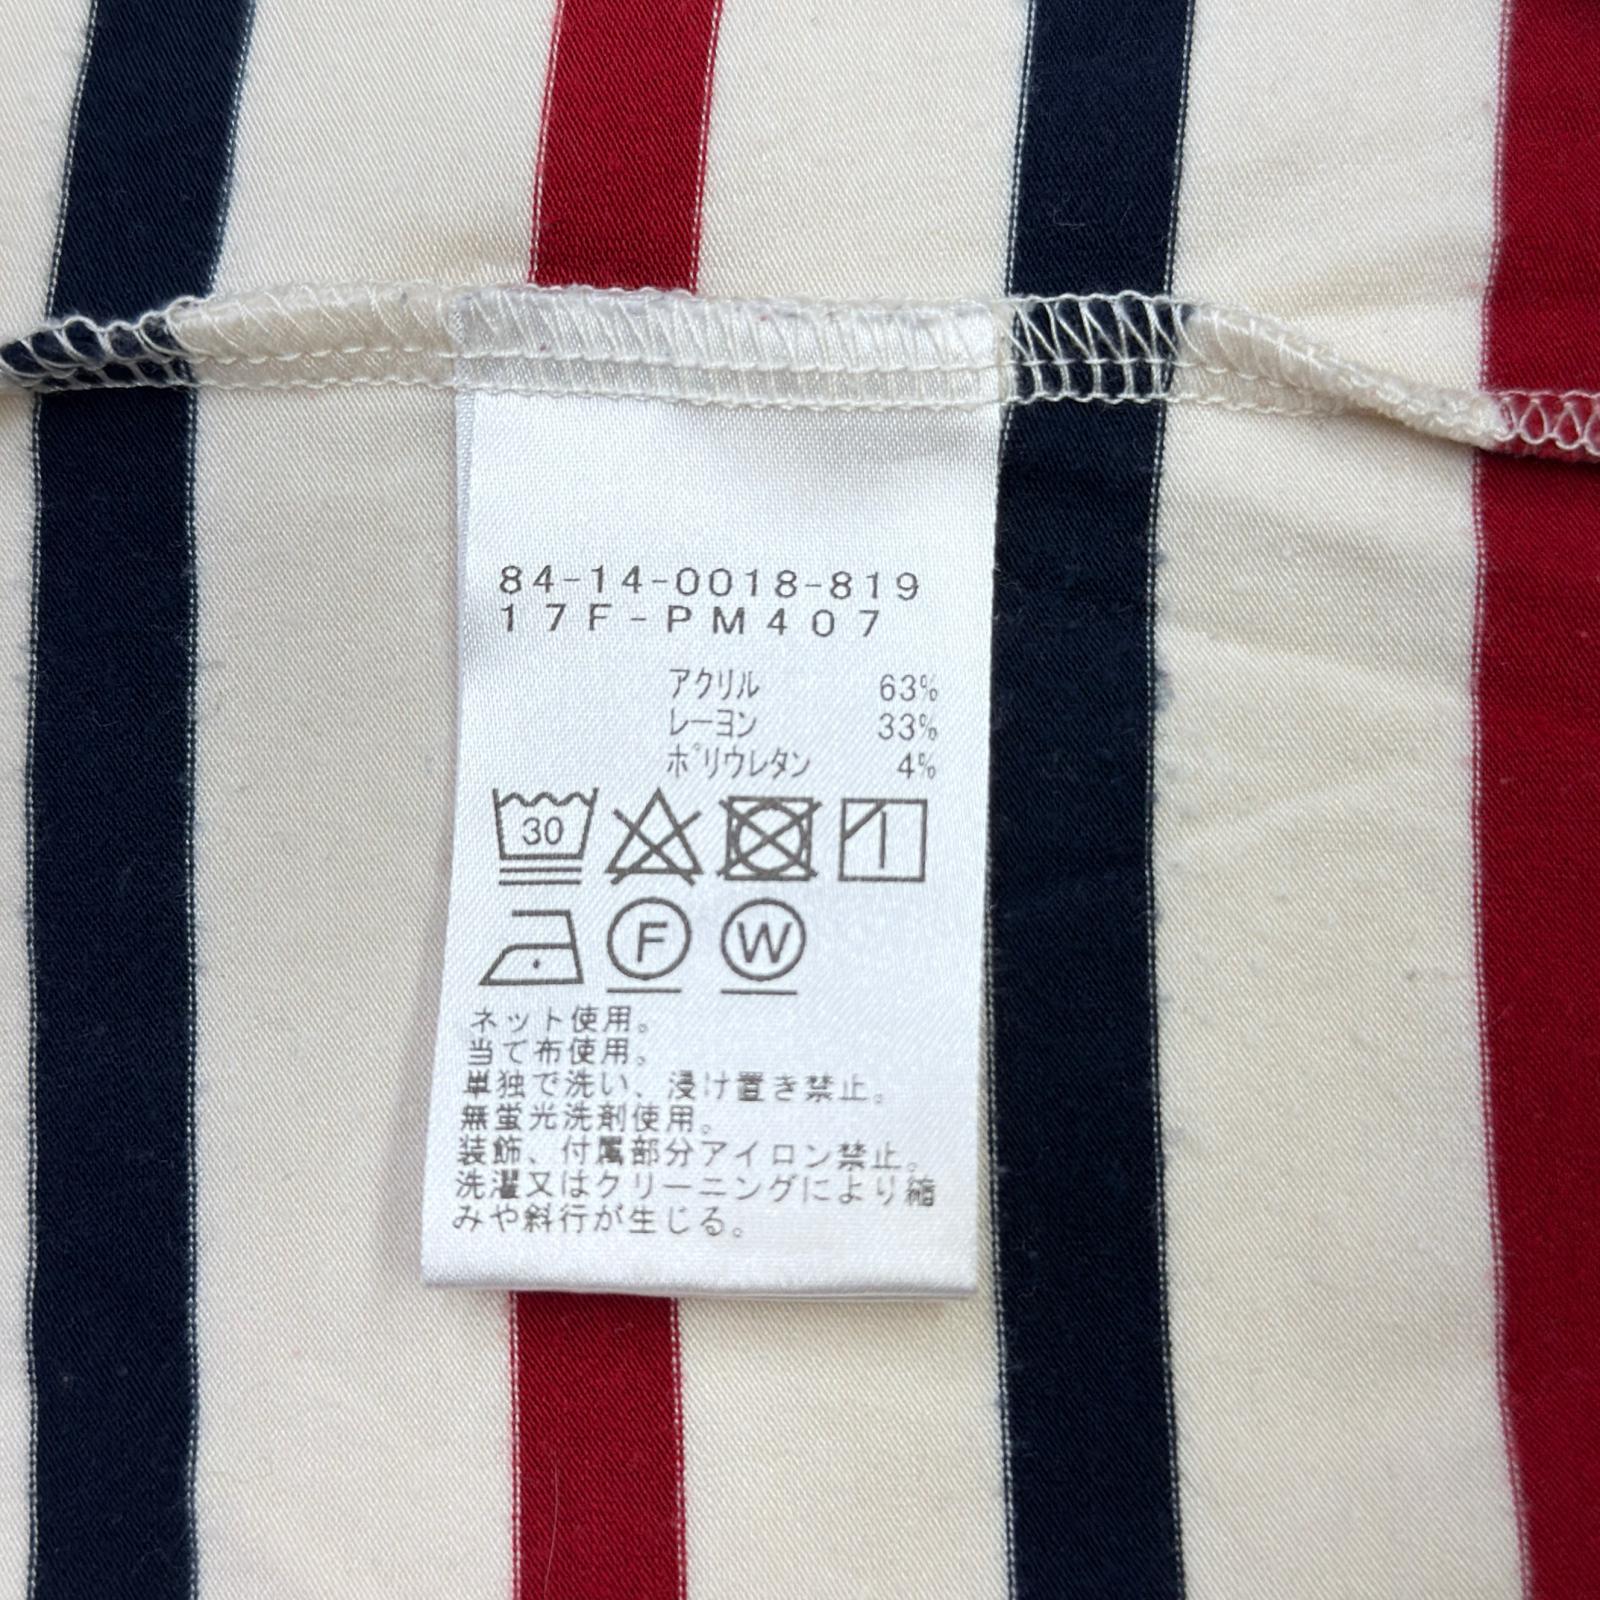 84-14-0018-819
17F-PM407
アクリル 63%
レーヨン 33%
ポリウレタン 4%
30
F W
ネット使用。
当て布使用。
単独で洗い、浸け置き禁止。
無蛍光洗剤使用。
装飾、付属部分アイロン禁止。
洗濯又はクリーニングにより縮
みや斜行が生じる。